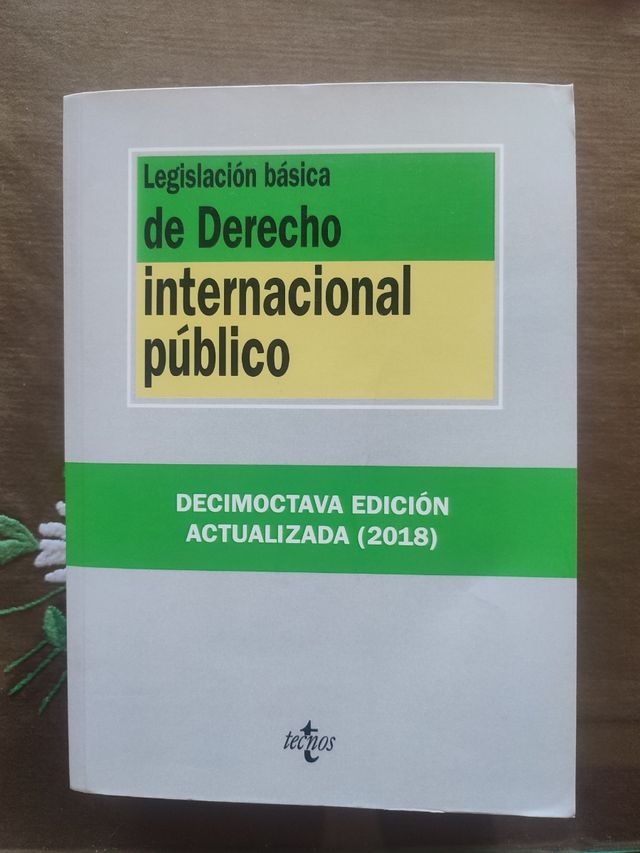 Legislación básica
de Derecho
internacional
público
DECIMOCTAVA EDICIÓN
ACTUALIZADA (2018)
tecnos